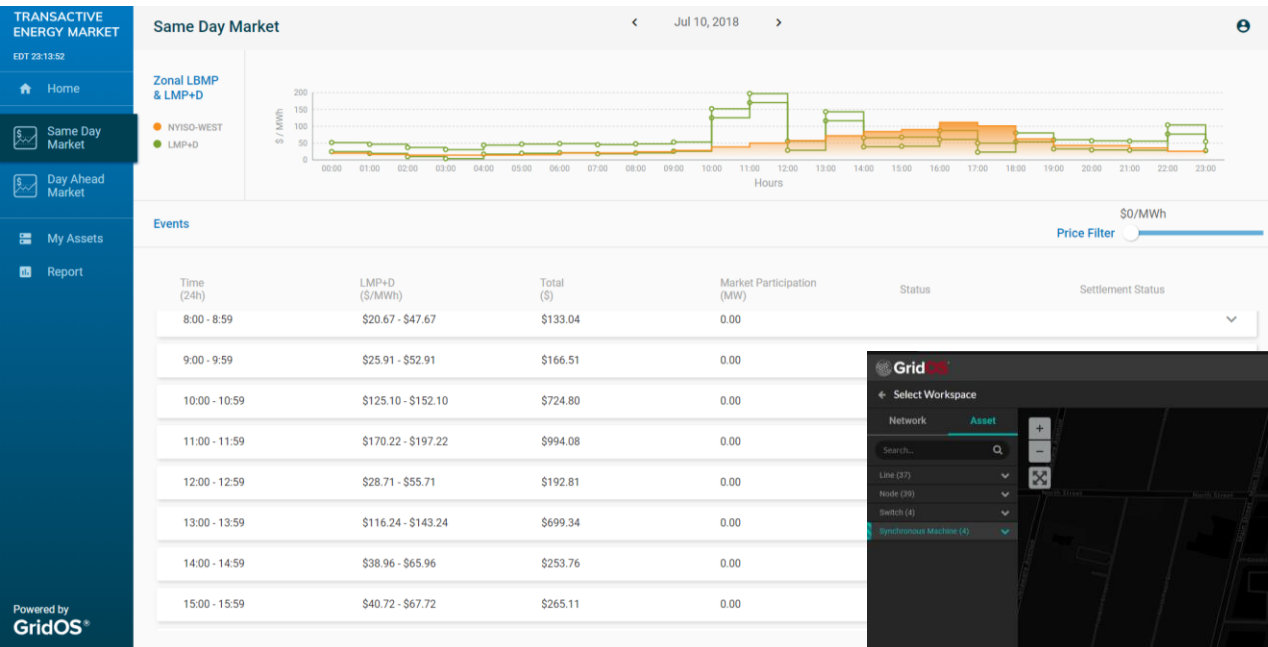 TRANSACTIVE
ENERGY MARKET
EDT 23:13:52
Home
Same Day
Market
Day Ahead
Market
My Assets
Report
Powered by
GridOS®
Same Day Market
Jul 10, 2018
Zonal LBMP
& LMP+D
NYISO-WEST
LMP+D
$ / MWh
200
150
100
50
0
00:00 01:00 02:00 03:00 04:00 05:00 06:00 07:00 08:00 09:00 10:00 11:00 12:00 13:00 14:00 15:00 16:00 17:00 18:00 19:00 20:00 21:00 22:00 23:00
Hours
Events
$0/MWh
Price Filter
Time
(24h)
LMP+D
($/MWh)
Total
($)
Market Participation
(MW)
Status
Settlement Status
8:00 - 8:59 $20.67 - $47.67 $133.04 0.00
9:00 - 9:59 $25.91 - $52.91 $166.51 0.00
10:00 - 10:59 $125.10 - $152.10 $724.80 0.00
11:00 - 11:59 $170.22 - $197.22 $994.08 0.00
12:00 - 12:59 $28.71 - $55.71 $192.81 0.00
13:00 - 13:59 $116.24 - $143.24 $699.34 0.00
14:00 - 14:59 $38.96 - $65.96 $253.76 0.00
15:00 - 15:59 $40.72 - $67.72 $265.11 0.00
GridOS
Select Workspace
Network Asset
Search...
Line (37)
Node (39)
Switch (4)
Synchronous Machine (4)
+
−
North Street
North Street